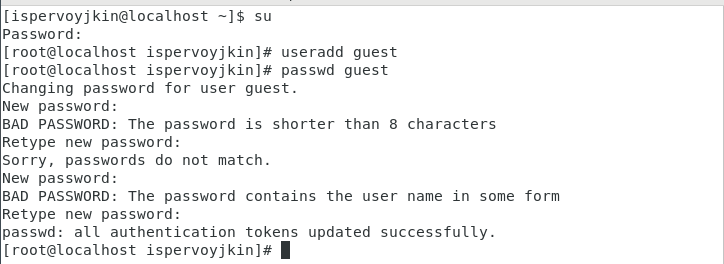 [ispervoyjkin@localhost ~]$ su
Password:
[root@localhost ispervoyjkin]# useradd guest
[root@localhost ispervoyjkin]# passwd guest
Changing password for user guest.
New password:
BAD PASSWORD: The password is shorter than 8 characters
Retype new password:
Sorry, passwords do not match.
New password:
BAD PASSWORD: The password contains the user name in some form
Retype new password:
passwd: all authentication tokens updated successfully.
[root@localhost ispervoyjkin]#